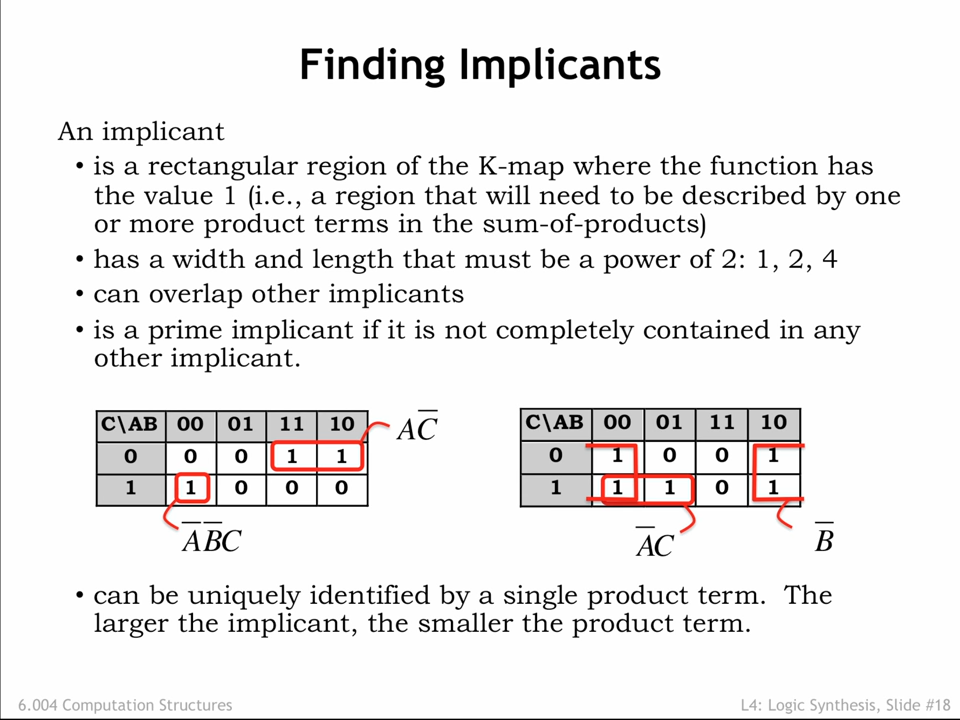 Finding Implicants
An implicant
• is a rectangular region of the K-map where the function has
the value 1 (i.e., a region that will need to be described by one
or more product terms in the sum-of-products)
• has a width and length that must be a power of 2: 1, 2, 4
• can overlap other implicants
• is a prime implicant if it is not completely contained in any
other implicant.
C\AB 00 01 11 10
0 0 0 1 1
1 1 0 0 0
AC̅
A̅B̅C
C\AB 00 01 11 10
0 1 0 0 1
1 1 1 0 1
A̅C
B̅
• can be uniquely identified by a single product term. The
larger the implicant, the smaller the product term.
6.004 Computation Structures
L4: Logic Synthesis, Slide #18